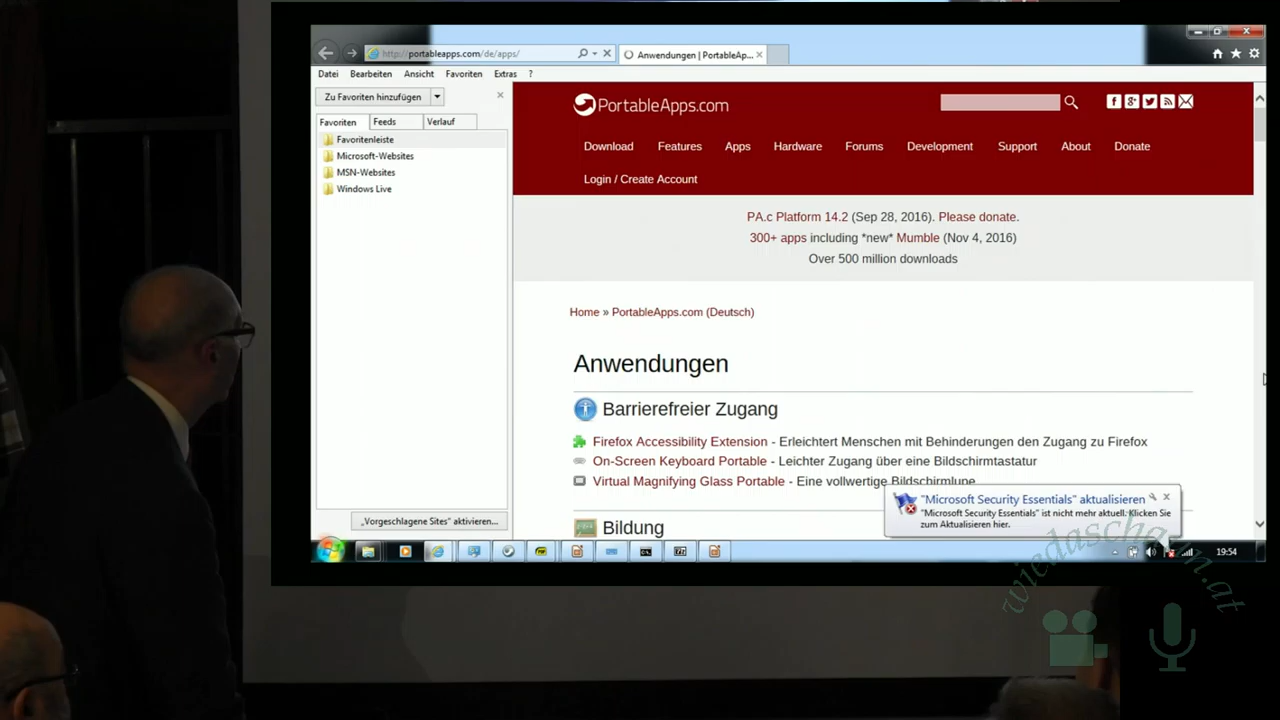 http://portableapps.com/de/apps/
Anwendungen | PortableAp...
Datei Bearbeiten Ansicht Favoriten Extras ?
Zu Favoriten hinzufügen
Favoriten Feeds Verlauf
Favoritenleiste
Microsoft-Websites
MSN-Websites
Windows Live
„Vorgeschlagene Sites" aktivieren...
PortableApps.com
Download Features Apps Hardware Forums Development Support About Donate
Login / Create Account
PA.c Platform 14.2 (Sep 28, 2016). Please donate.
300+ apps including *new* Mumble (Nov 4, 2016)
Over 500 million downloads
Home » PortableApps.com (Deutsch)
Anwendungen
Barrierefreier Zugang
Firefox Accessibility Extension - Erleichtert Menschen mit Behinderungen den Zugang zu Firefox
On-Screen Keyboard Portable - Leichter Zugang über eine Bildschirmtastatur
Virtual Magnifying Glass Portable - Eine vollwertige Bildschirmlupe
Bildung
"Microsoft Security Essentials" aktualisieren
"Microsoft Security Essentials" ist nicht mehr aktuell. Klicken Sie
zum Aktualisieren hier.
19:54
wiedaschaun.at